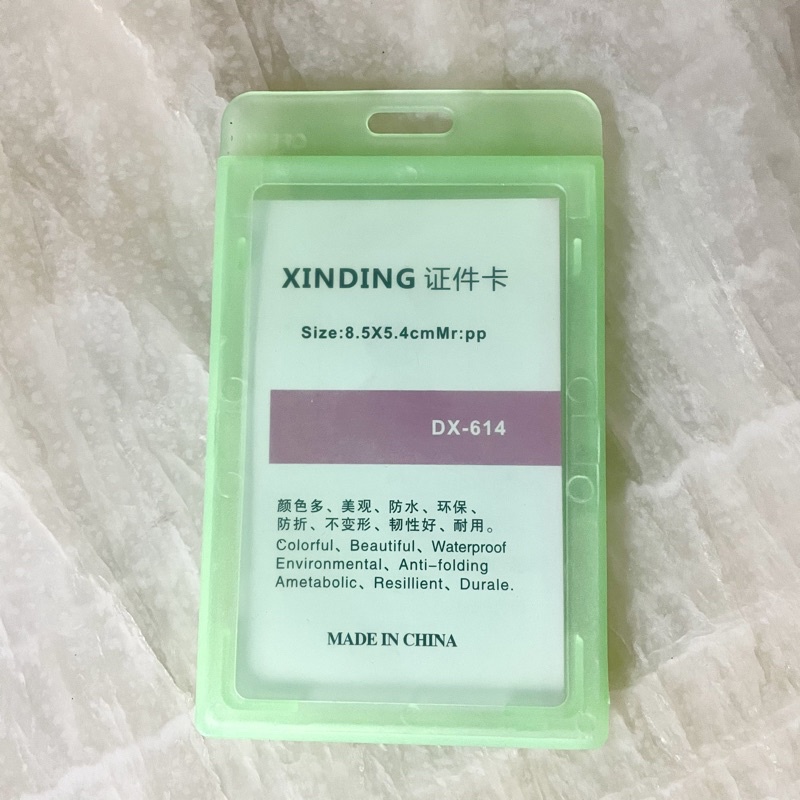 XINDING 证件卡
Size:8.5X5.4cmMr:pp
DX-614
颜色多、美观、防水、环保、
防折、不变形、韧性好、耐用。
Colorful、Beautiful、Waterproof
Environmental、Anti-folding
Ametabolic、Resillient、Durale.
MADE IN CHINA